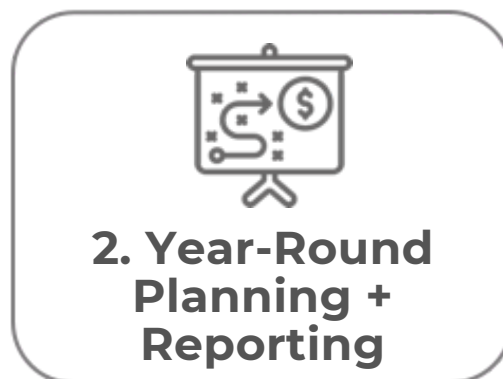 $
2. Year-Round
Planning +
Reporting